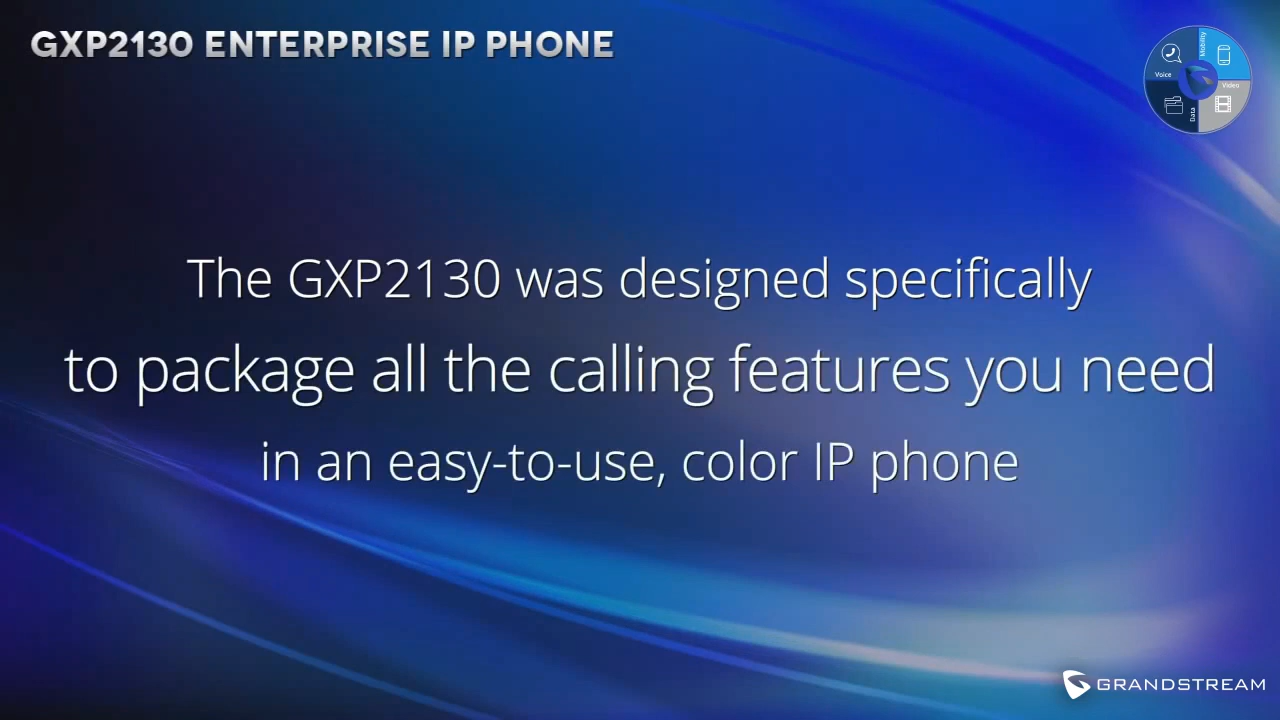 GXP2130 ENTERPRISE IP PHONE
Voice
Mobility
Video
Data
The GXP2130 was designed specifically
to package all the calling features you need
in an easy-to-use, color IP phone
GRANDSTREAM